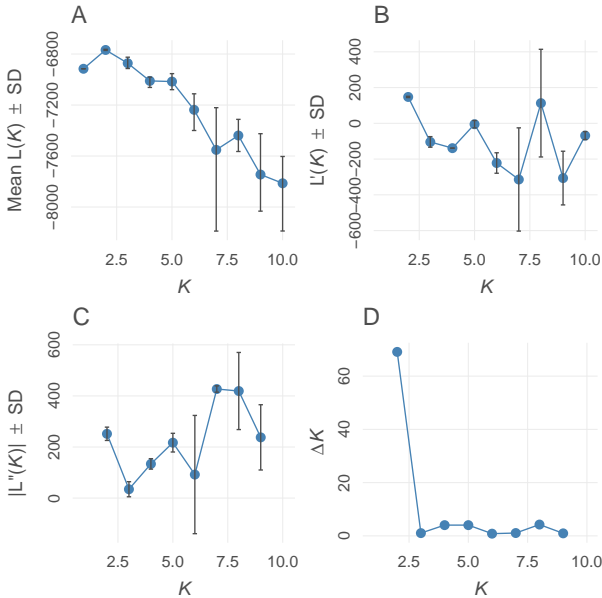 A
Mean L(K) ± SD
−6800
−7200
−7600
−8000
2.5 5.0 7.5 10.0
K
B
L'(K) ± SD
400
200
0
−200
−400
−600
2.5 5.0 7.5 10.0
K
C
|L"(K)| ± SD
600
400
200
0
2.5 5.0 7.5 10.0
K
D
ΔK
60
40
20
0
2.5 5.0 7.5 10.0
K